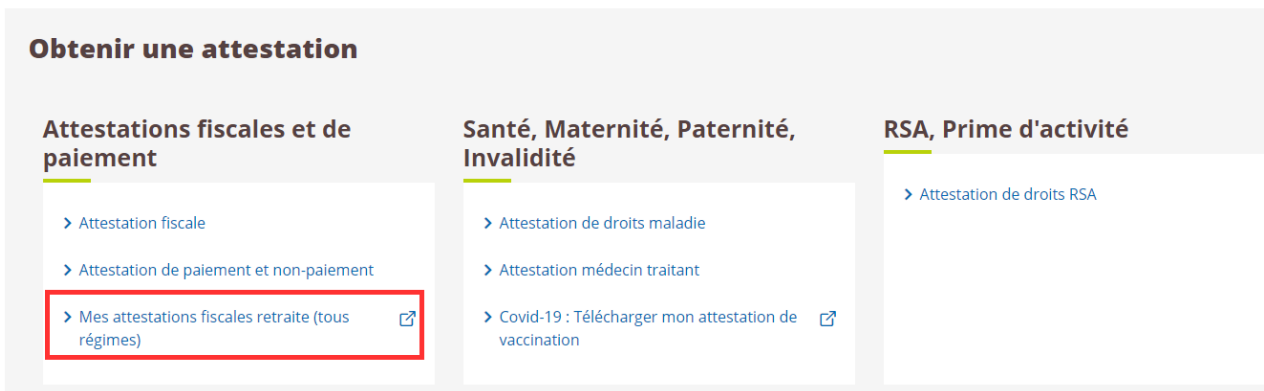 Obtenir une attestation
Attestations fiscales et de
paiement
Attestation fiscale
Attestation de paiement et non-paiement
Mes attestations fiscales retraite (tous
régimes)
Santé, Maternité, Paternité,
Invalidité
Attestation de droits maladie
Attestation médecin traitant
Covid-19 : Télécharger mon attestation de
vaccination
RSA, Prime d'activité
Attestation de droits RSA